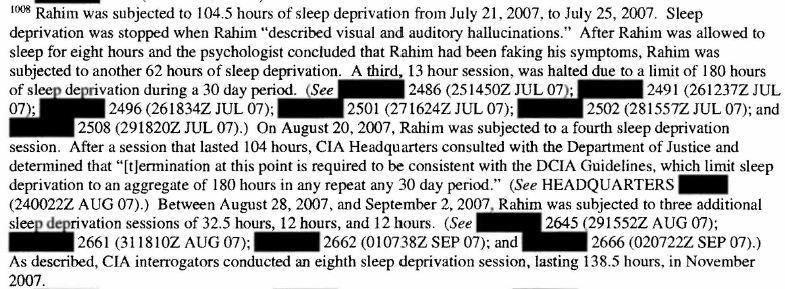 1008 Rahim was subjected to 104.5 hours of sleep deprivation from July 21, 2007, to July 25, 2007. Sleep
deprivation was stopped when Rahim “described visual and auditory hallucinations.” After Rahim was allowed to
sleep for eight hours and the psychologist concluded that Rahim had been faking his symptoms, Rahim was
subjected to another 62 hours of sleep deprivation. A third, 13 hour session, was halted due to a limit of 180 hours
of sleep deprivation during a 30 day period. (See 2486 (251450Z JUL 07); 2491 (261237Z JUL
07); 2496 (261834Z JUL 07); 2501 (271624Z JUL 07); 2502 (281557Z JUL 07); and
2508 (291820Z JUL 07).) On August 20, 2007, Rahim was subjected to a fourth sleep deprivation
session. After a session that lasted 104 hours, CIA Headquarters consulted with the Department of Justice and
determined that “[t]ermination at this point is required to be consistent with the DCIA Guidelines, which limit sleep
deprivation to an aggregate of 180 hours in any repeat any 30 day period.” (See HEADQUARTERS
(240022Z AUG 07).) Between August 28, 2007, and September 2, 2007, Rahim was subjected to three additional
sleep deprivation sessions of 32.5 hours, 12 hours, and 12 hours. (See 2645 (291552Z AUG 07);
2661 (311810Z AUG 07); 2662 (010738Z SEP 07); and 2666 (020722Z SEP 07).)
As described, CIA interrogators conducted an eighth sleep deprivation session, lasting 138.5 hours, in November
2007.